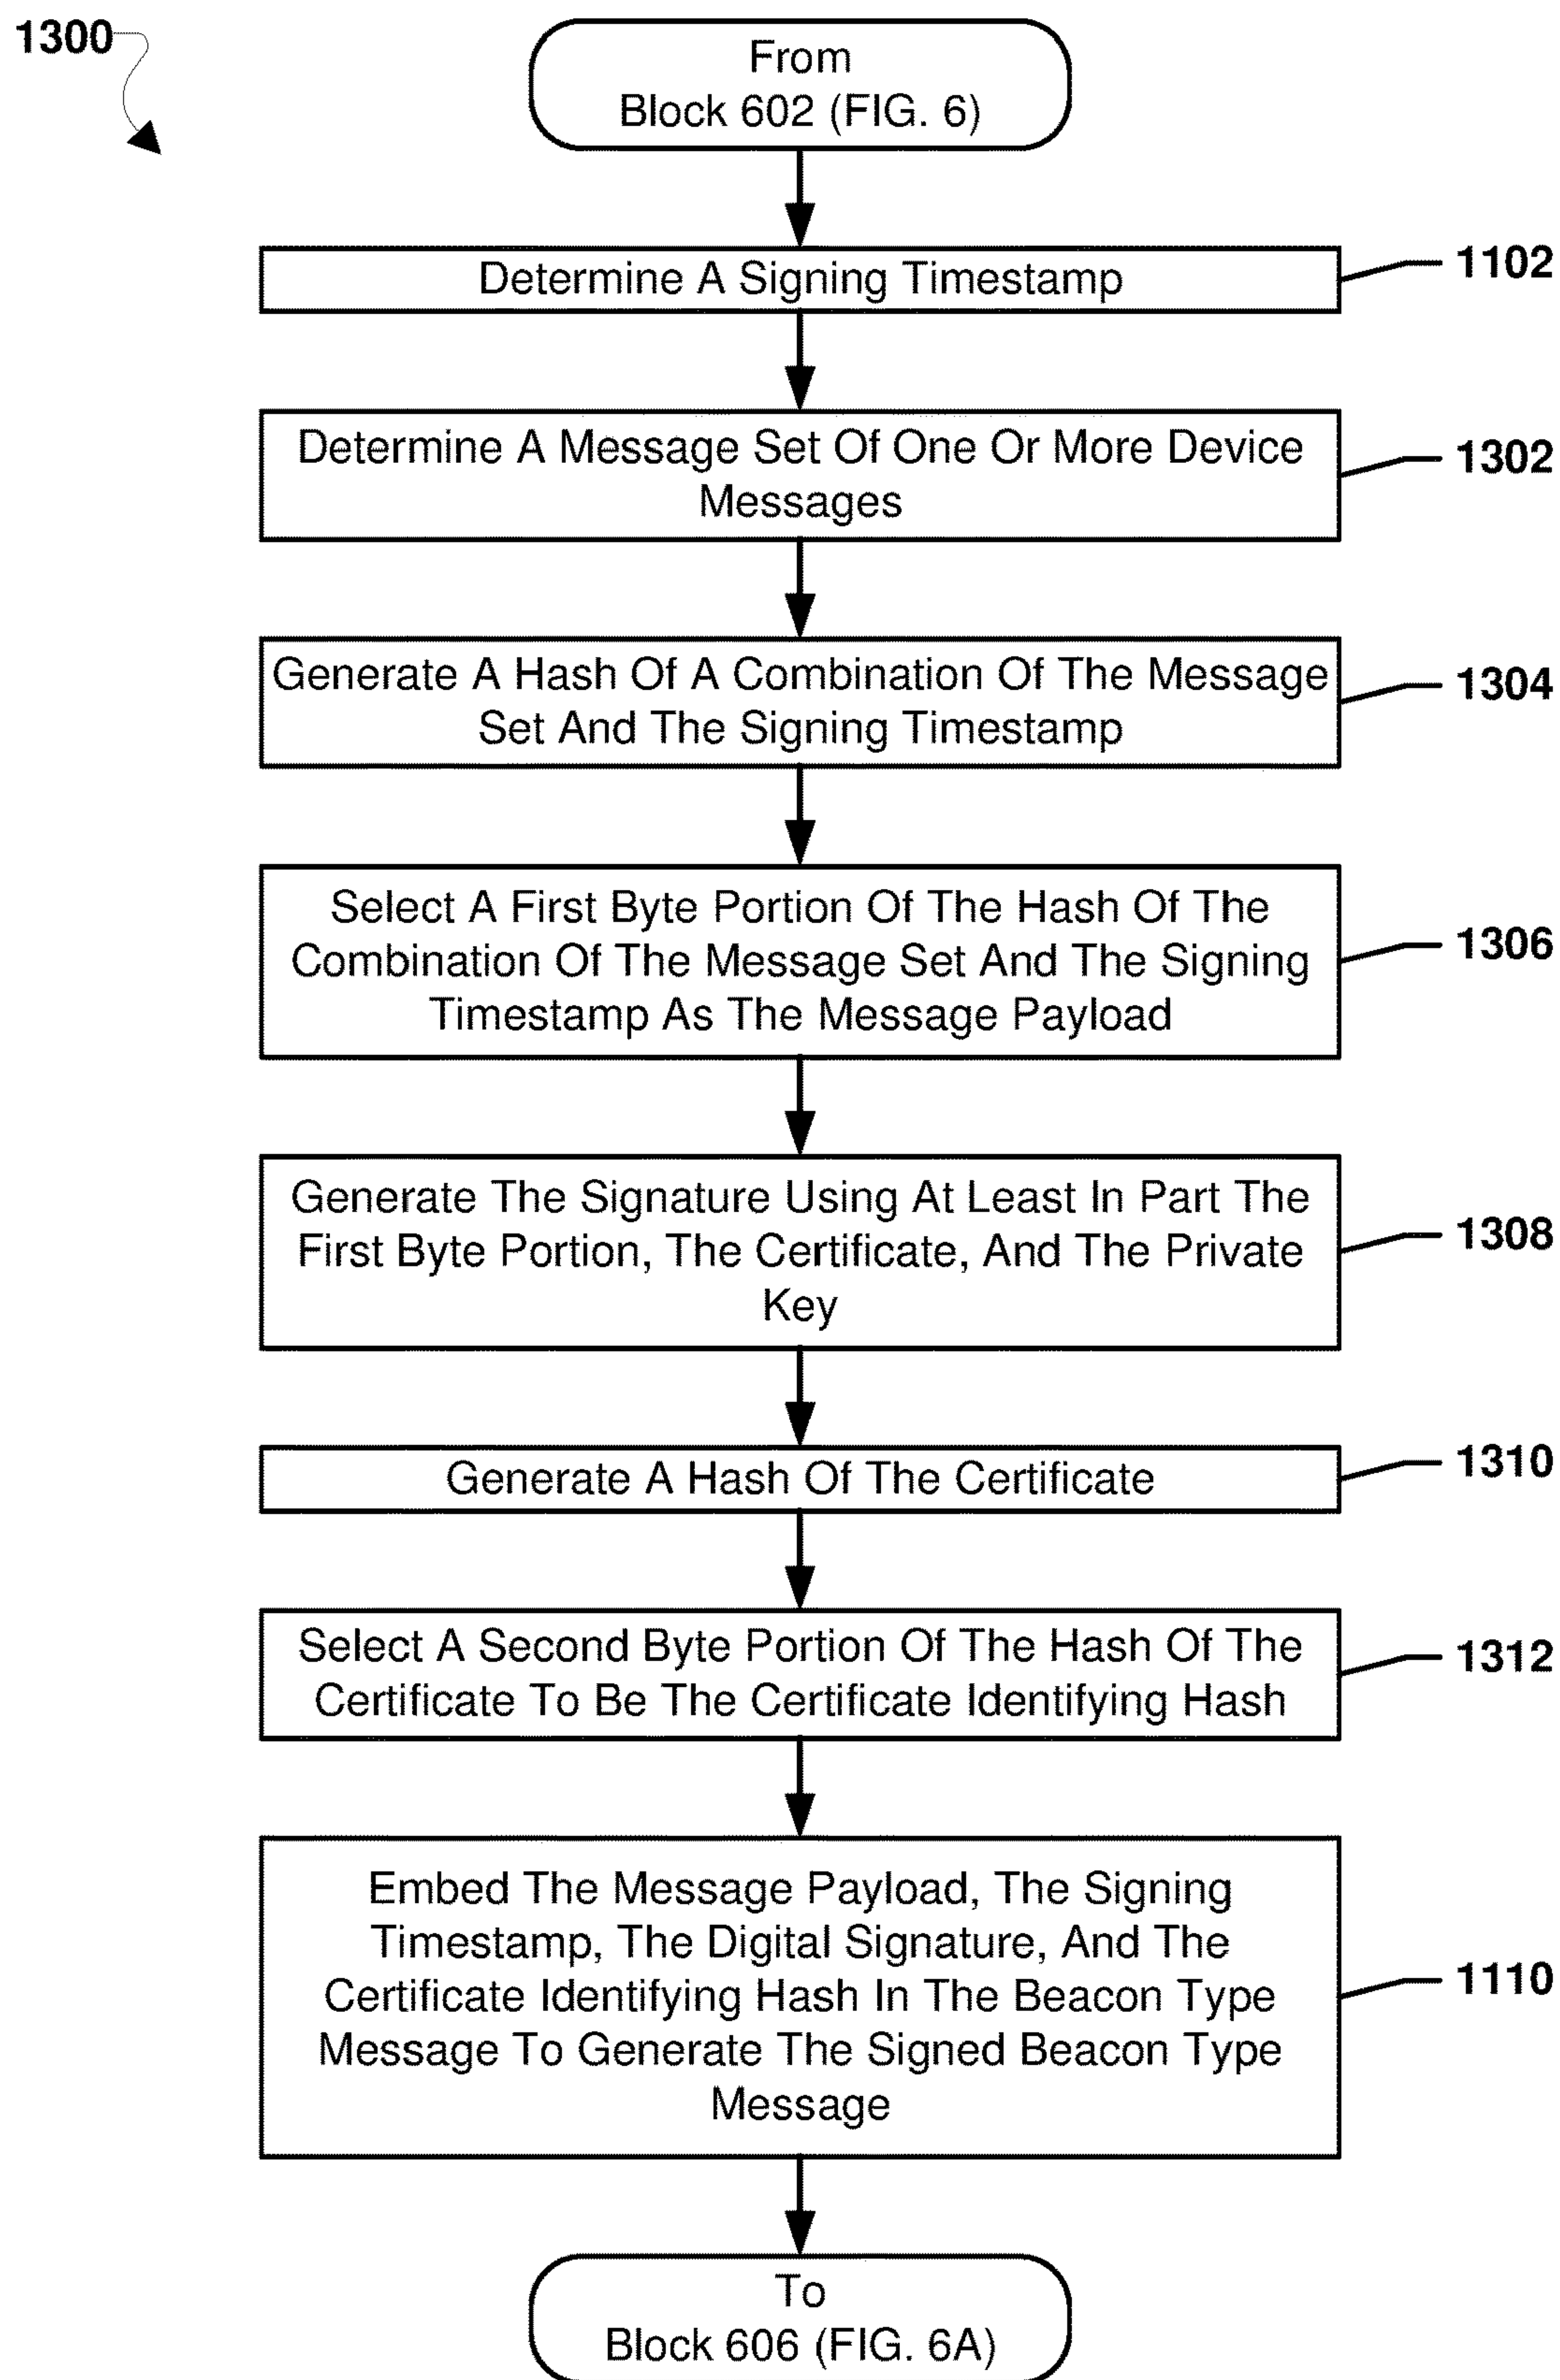 1300
From
Block 602 (FIG. 6)
Determine A Signing Timestamp
1102
Determine A Message Set Of One Or More Device
Messages
1302
Generate A Hash Of A Combination Of The Message
Set And The Signing Timestamp
1304
Select A First Byte Portion Of The Hash Of The
Combination Of The Message Set And The Signing
Timestamp As The Message Payload
1306
Generate The Signature Using At Least In Part The
First Byte Portion, The Certificate, And The Private
Key
1308
Generate A Hash Of The Certificate
1310
Select A Second Byte Portion Of The Hash Of The
Certificate To Be The Certificate Identifying Hash
1312
Embed The Message Payload, The Signing
Timestamp, The Digital Signature, And The
Certificate Identifying Hash In The Beacon Type
Message To Generate The Signed Beacon Type
Message
1110
To
Block 606 (FIG. 6A)